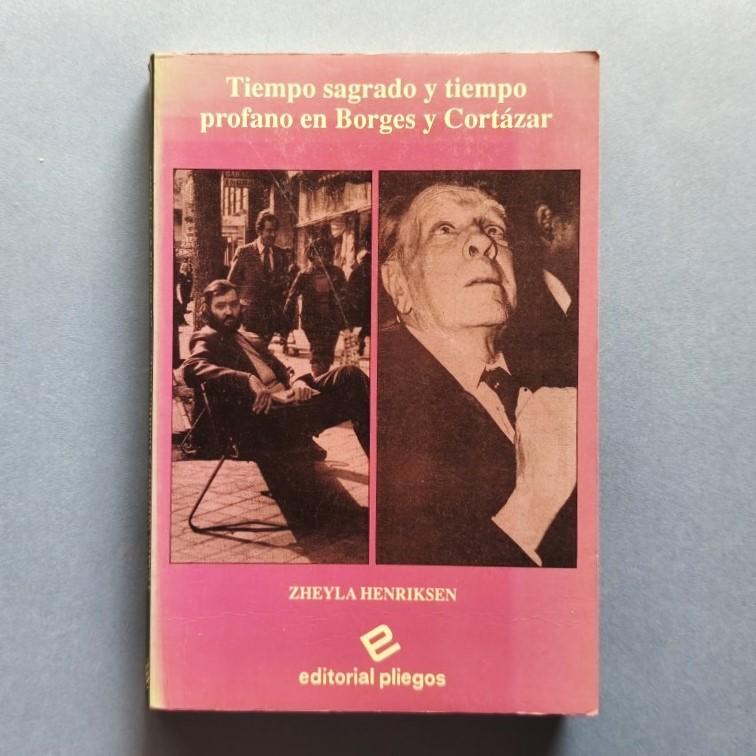 Tiempo sagrado y tiempo
profano en Borges y Cortázar
ZHEYLA HENRIKSEN
editorial pliegos